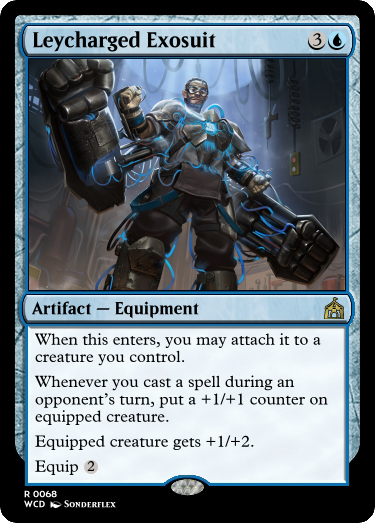 Leycharged Exosuit 3
Artifact — Equipment
When this enters, you may attach it to a
creature you control.
Whenever you cast a spell during an
opponent's turn, put a +1/+1 counter on
equipped creature.
Equipped creature gets +1/+2.
Equip 2
R 0068
WCD Sonderflex